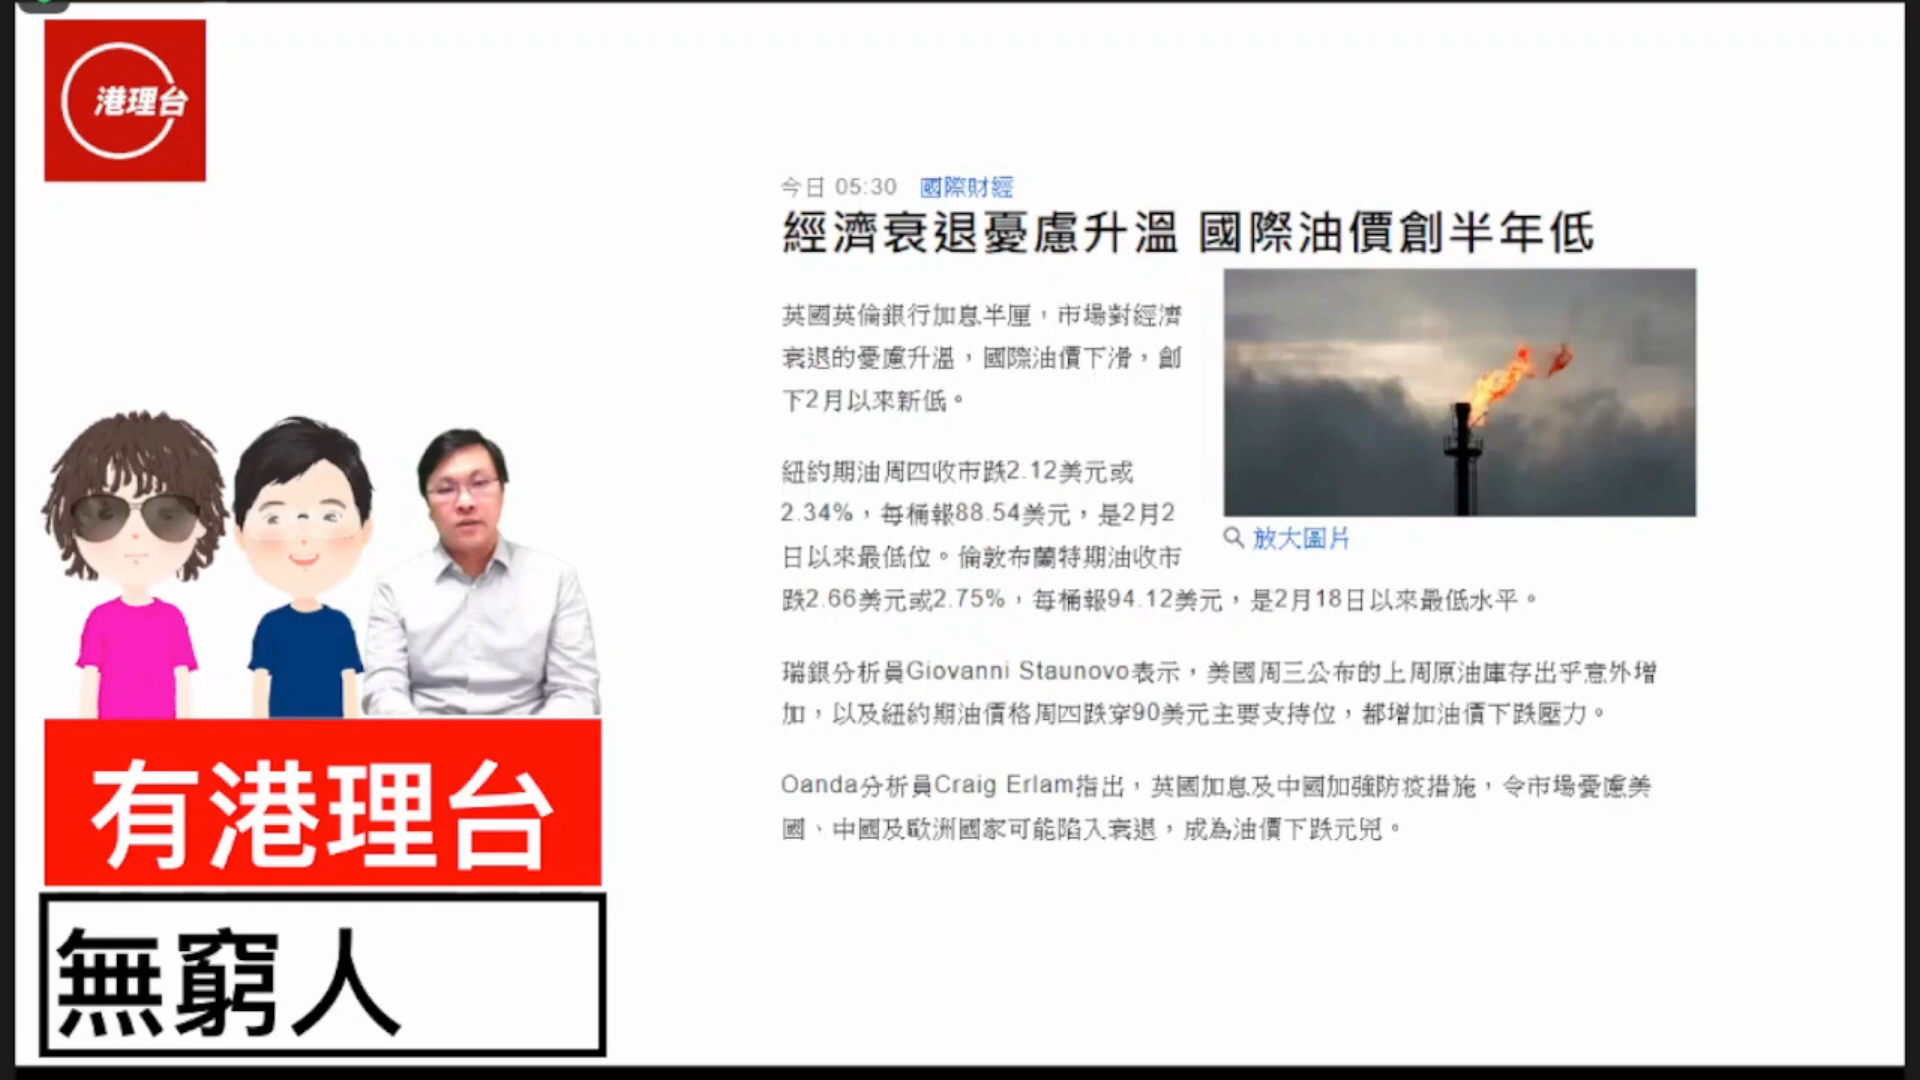 港理台
今日 05:30 國際財經
經濟衰退憂慮升溫 國際油價創半年低
英國英倫銀行加息半厘，市場對經濟
衰退的憂慮升溫，國際油價下滑，創
下2月以來新低。
紐約期油周四收市跌2.12美元或
2.34%，每桶報88.54美元，是2月2
日以來最低位。倫敦布蘭特期油收市
跌2.66美元或2.75%，每桶報94.12美元，是2月18日以來最低水平。
放大圖片
瑞銀分析員Giovanni Staunovo表示，美國周三公布的上周原油庫存出乎意外增
加，以及紐約期油價格周四跌穿90美元主要支持位，都增加油價下跌壓力。
Oanda分析員Craig Erlam指出，英國加息及中國加強防疫措施，令市場憂慮美
國、中國及歐洲國家可能陷入衰退，成為油價下跌元兇。
有港理台
無窮人